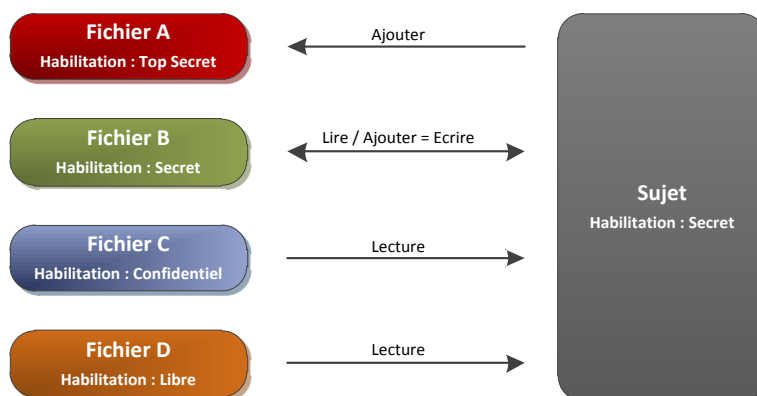 Fichier A
Habilitation : Top Secret
Ajouter
Fichier B
Habilitation : Secret
Lire / Ajouter = Ecrire
Sujet
Habilitation : Secret
Fichier C
Habilitation : Confidentiel
Lecture
Fichier D
Habilitation : Libre
Lecture